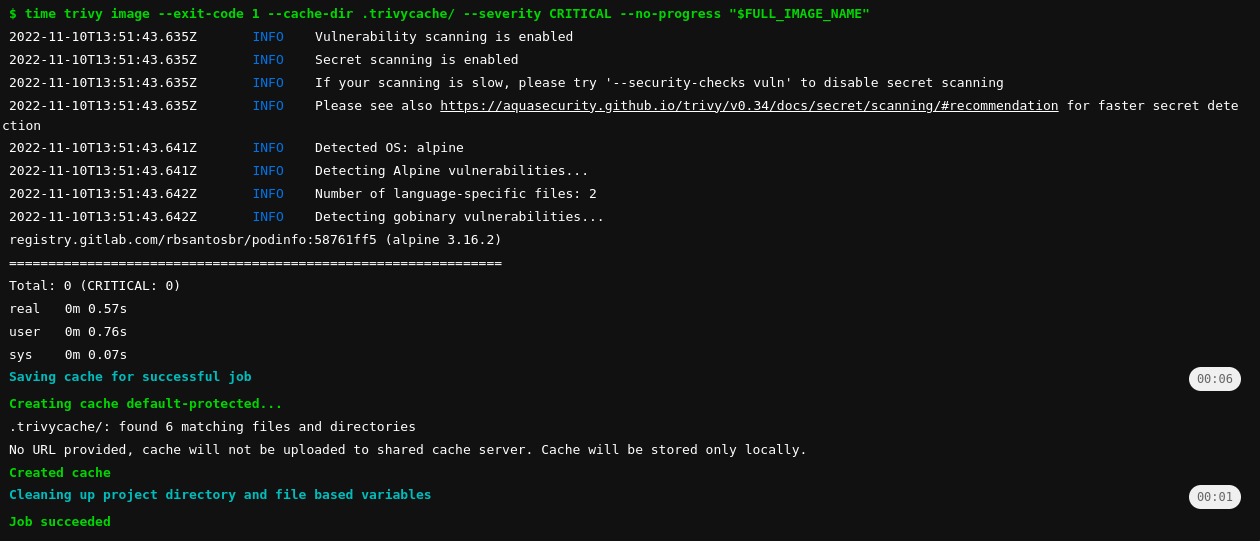 $ time trivy image --exit-code 1 --cache-dir .trivycache/ --severity CRITICAL --no-progress "$FULL_IMAGE_NAME"
2022-11-10T13:51:43.635Z INFO Vulnerability scanning is enabled
2022-11-10T13:51:43.635Z INFO Secret scanning is enabled
2022-11-10T13:51:43.635Z INFO If your scanning is slow, please try '--security-checks vuln' to disable secret scanning
2022-11-10T13:51:43.635Z INFO Please see also https://aquasecurity.github.io/trivy/v0.34/docs/secret/scanning/#recommendation for faster secret dete
ction
2022-11-10T13:51:43.641Z INFO Detected OS: alpine
2022-11-10T13:51:43.641Z INFO Detecting Alpine vulnerabilities...
2022-11-10T13:51:43.642Z INFO Number of language-specific files: 2
2022-11-10T13:51:43.642Z INFO Detecting gobinary vulnerabilities...
registry.gitlab.com/rbsantosbr/podinfo:58761ff5 (alpine 3.16.2)
===============================================================
Total: 0 (CRITICAL: 0)
real 0m 0.57s
user 0m 0.76s
sys 0m 0.07s
Saving cache for successful job 00:06
Creating cache default-protected...
.trivycache/: found 6 matching files and directories
No URL provided, cache will not be uploaded to shared cache server. Cache will be stored only locally.
Created cache
Cleaning up project directory and file based variables 00:01
Job succeeded